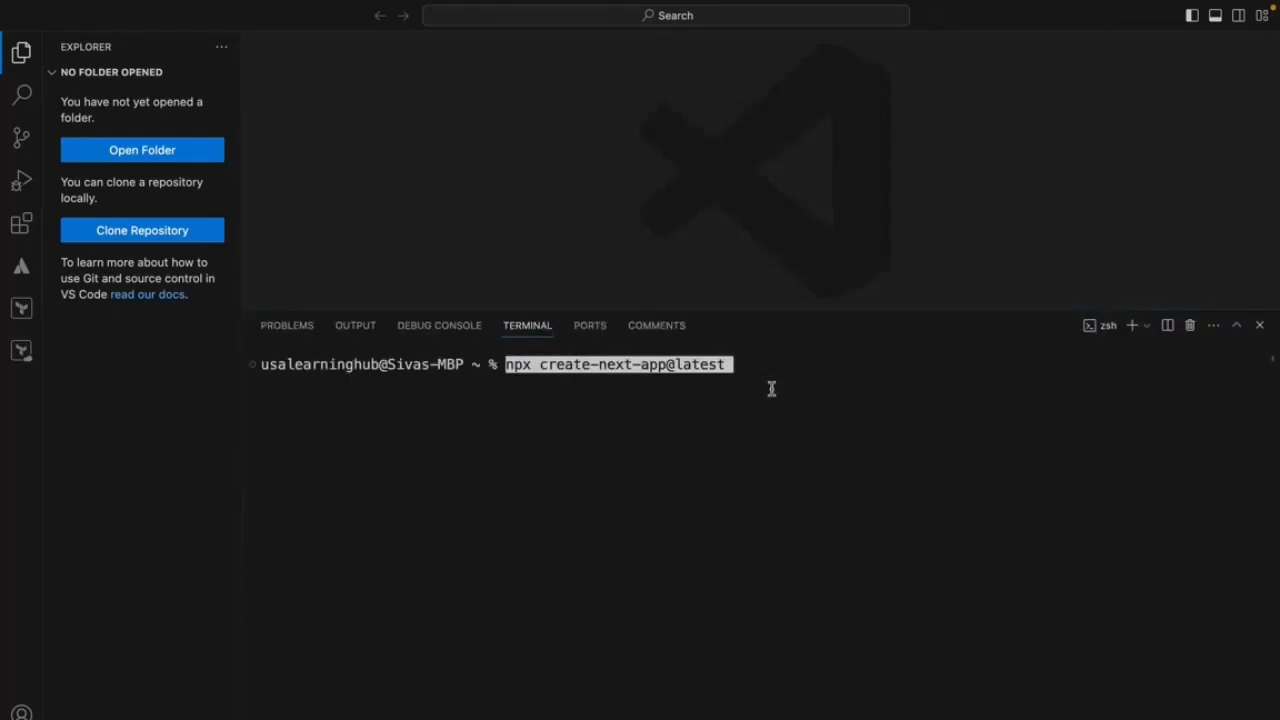 Search
EXPLORER
NO FOLDER OPENED
You have not yet opened a
folder.
Open Folder
You can clone a repository
locally.
Clone Repository
To learn more about how to
use Git and source control in
VS Code read our docs.
PROBLEMS OUTPUT DEBUG CONSOLE TERMINAL PORTS COMMENTS
zsh
usalearninghub@Sivas-MBP ~ % npx create-next-app@latest